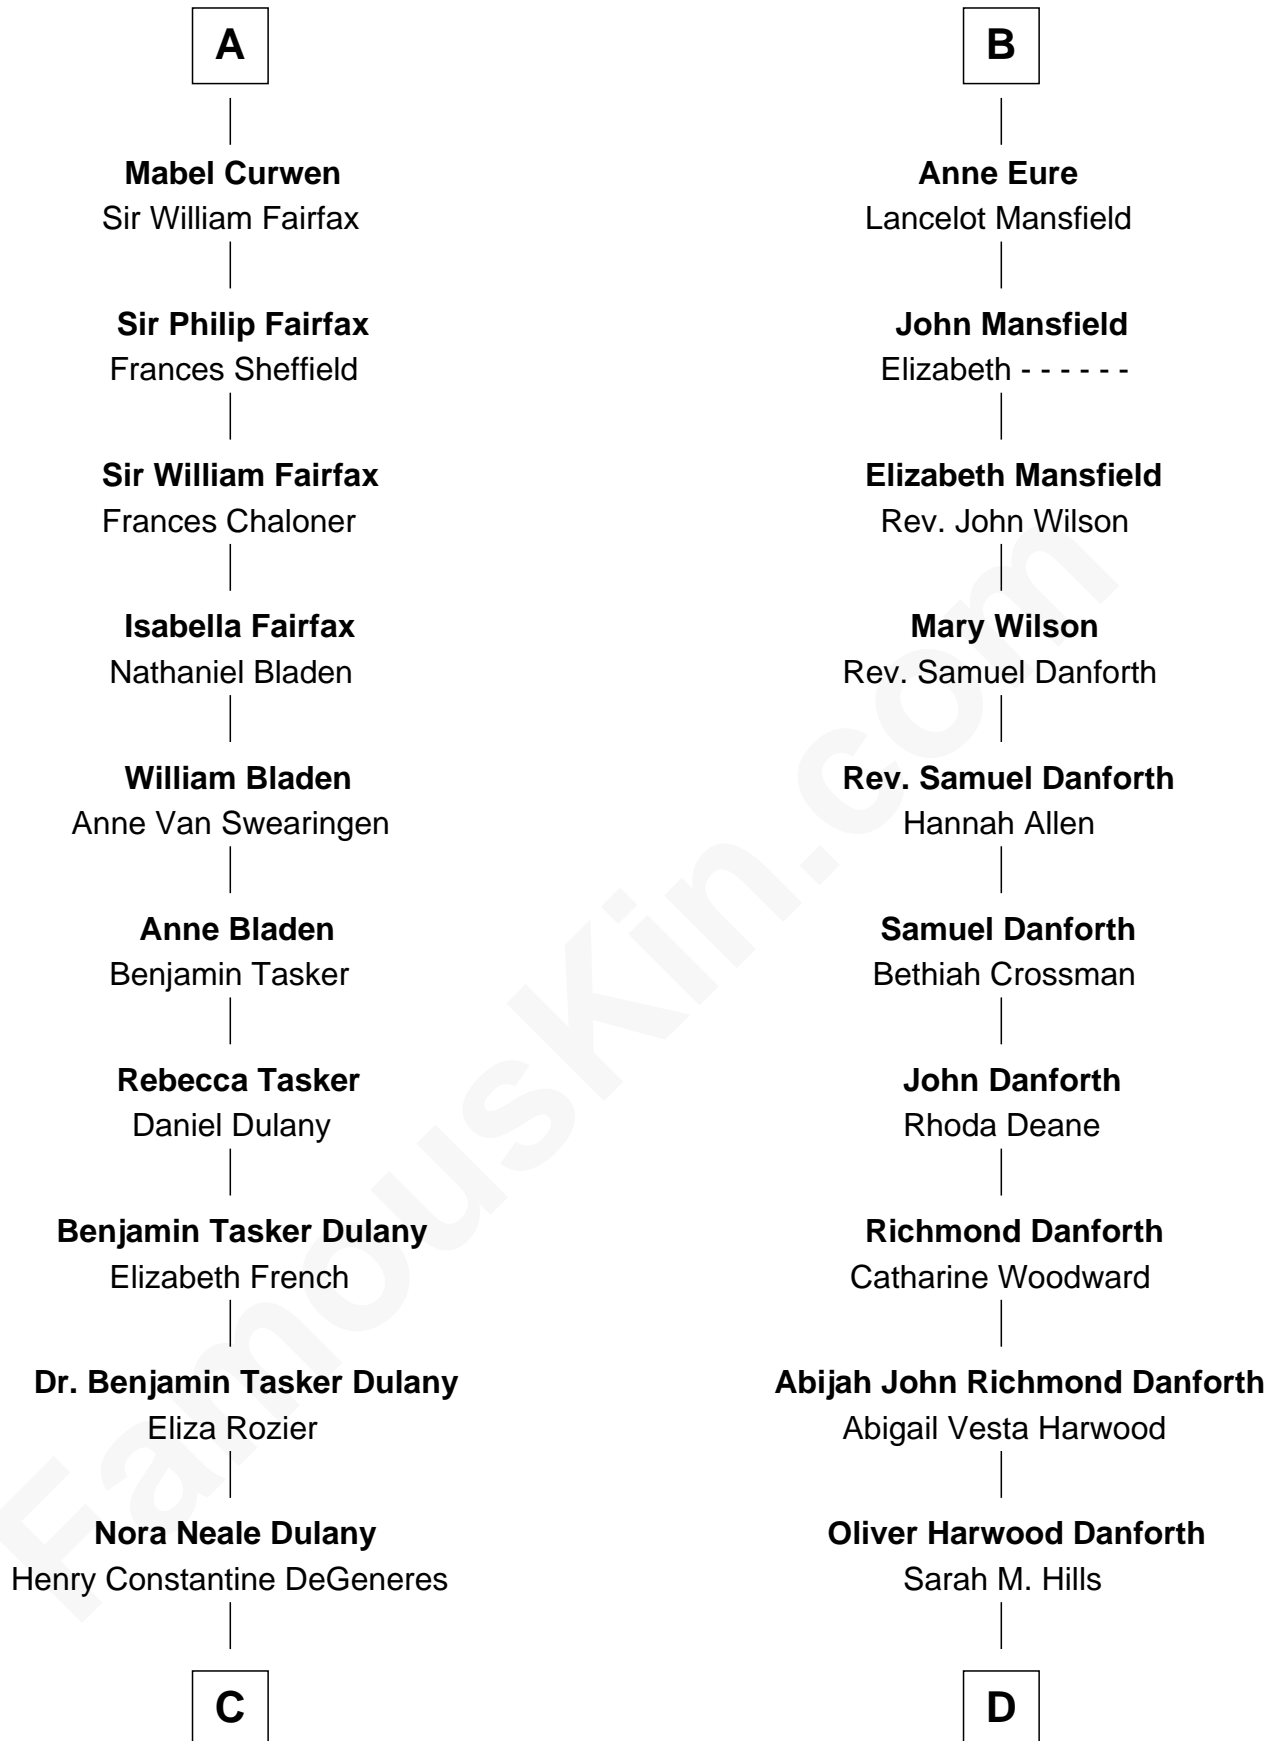 A
Mabel Curwen
Sir William Fairfax
Sir Philip Fairfax
Frances Sheffield
Sir William Fairfax
Frances Chaloner
Isabella Fairfax
Nathaniel Bladen
William Bladen
Anne Van Swearingen
Anne Bladen
Benjamin Tasker
Rebecca Tasker
Daniel Dulany
Benjamin Tasker Dulany
Elizabeth French
Dr. Benjamin Tasker Dulany
Eliza Rozier
Nora Neale Dulany
Henry Constantine DeGeneres
C
B
Anne Eure
Lancelot Mansfield
John Mansfield
Elizabeth - - - - - -
Elizabeth Mansfield
Rev. John Wilson
Mary Wilson
Rev. Samuel Danforth
Rev. Samuel Danforth
Hannah Allen
Samuel Danforth
Bethiah Crossman
John Danforth
Rhoda Deane
Richmond Danforth
Catharine Woodward
Abijah John Richmond Danforth
Abigail Vesta Harwood
Oliver Harwood Danforth
Sarah M. Hills
D
FamousKin.com